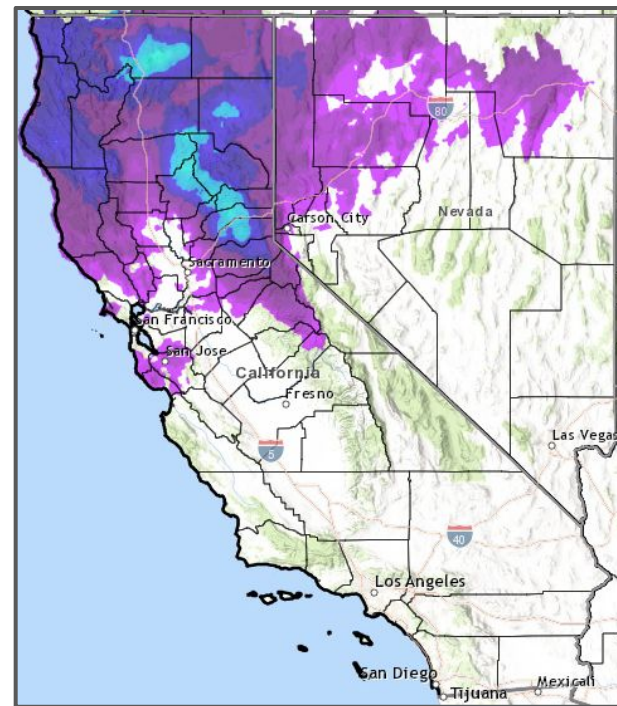 80
Carson City
Nevada
Sacramento
San Francisco
San Jose
California
Fresno
Las Vegas
5
40
Los Angeles
San Diego
Mexicali
Tijuana